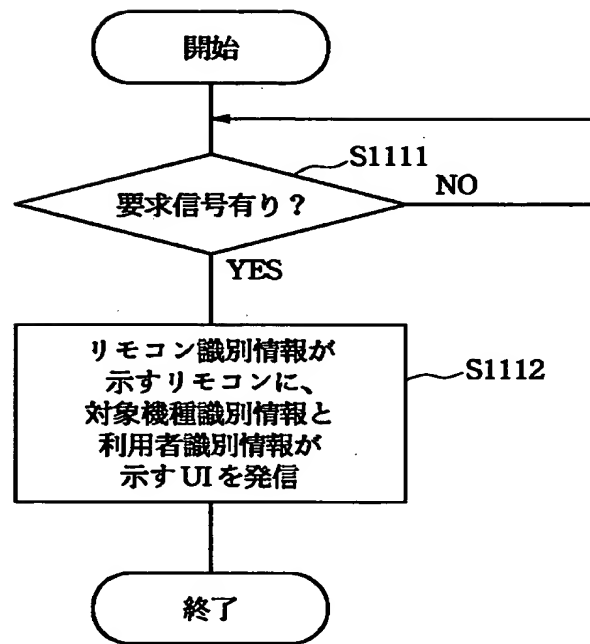 開始
S1111
要求信号有り？
NO
YES
リモコン識別情報が
示すリモコンに、
対象機種識別情報と
利用者識別情報が
示すUIを発信
S1112
終了